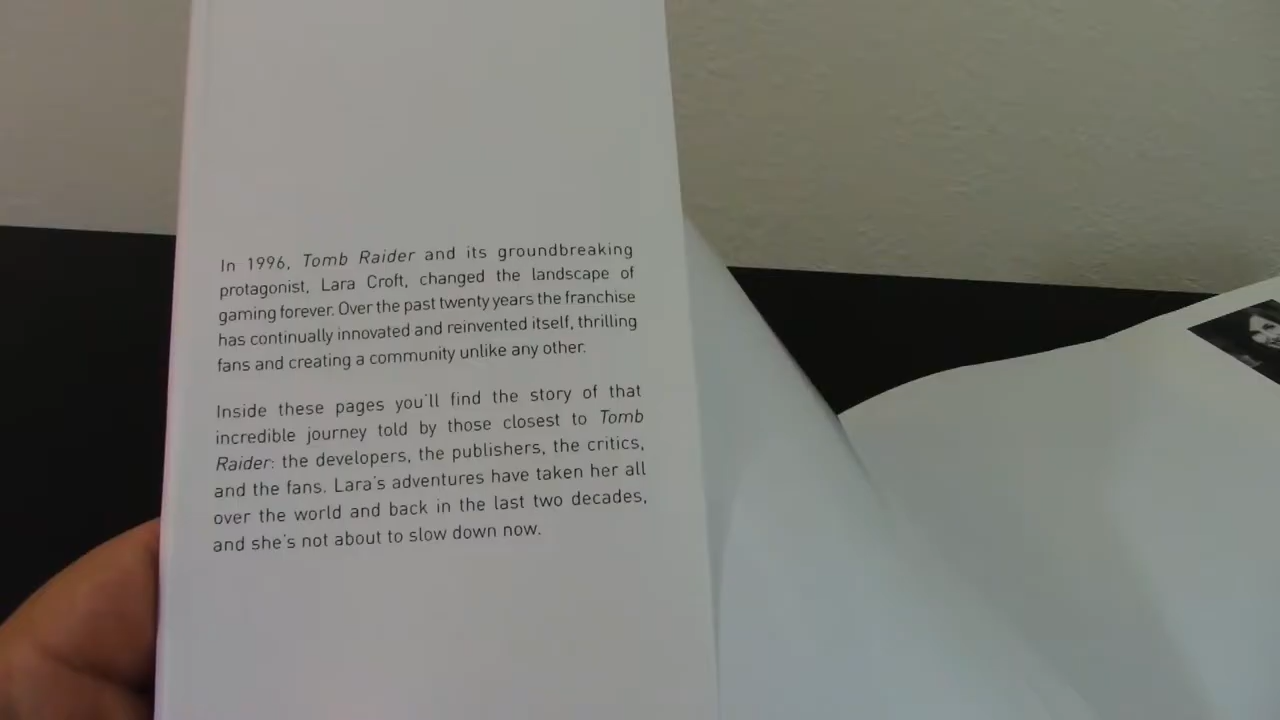 In 1996, Tomb Raider and its groundbreaking
protagonist, Lara Croft, changed the landscape of
gaming forever. Over the past twenty years the franchise
has continually innovated and reinvented itself, thrilling
fans and creating a community unlike any other.
Inside these pages you'll find the story of that
incredible journey told by those closest to Tomb
Raider: the developers, the publishers, the critics,
and the fans. Lara's adventures have taken her all
over the world and back in the last two decades,
and she's not about to slow down now.